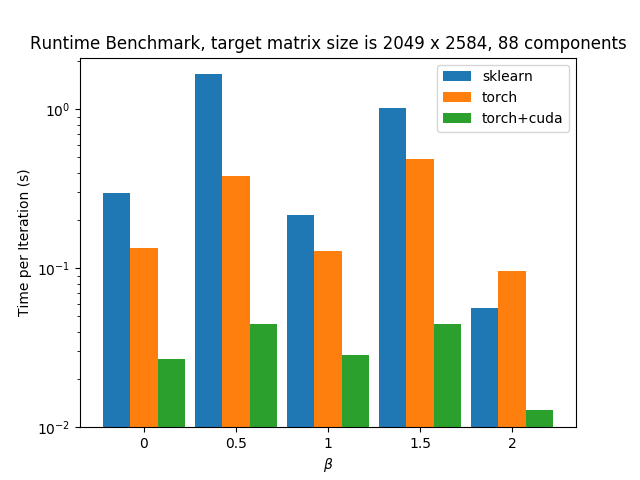 Runtime Benchmark, target matrix size is 2049 x 2584, 88 components
sklearn
torch
torch+cuda
Time per Iteration (s)
10⁰
10⁻¹
10⁻²
0 0.5 1 1.5 2
β